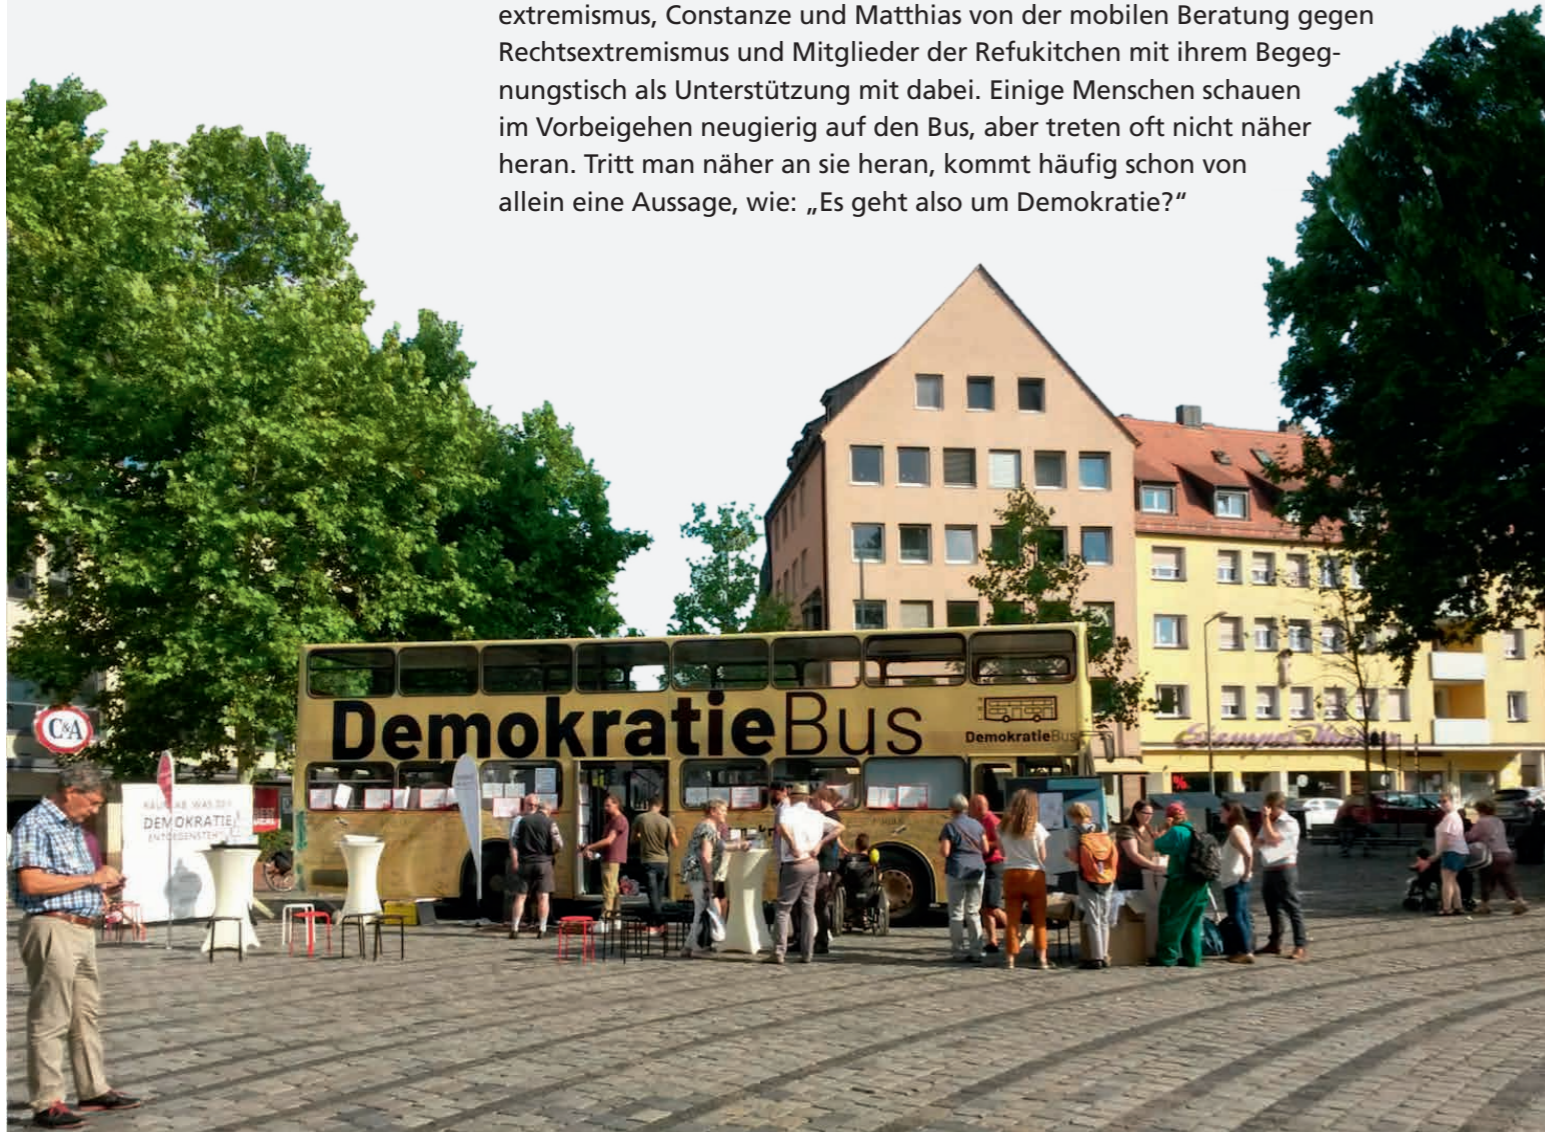 extremismus, Constanze und Matthias von der mobilen Beratung gegen
Rechtsextremismus und Mitglieder der Refukitchen mit ihrem Begeg-
nungstisch als Unterstützung mit dabei. Einige Menschen schauen
im Vorbeigehen neugierig auf den Bus, aber treten oft nicht näher
heran. Tritt man näher an sie heran, kommt häufig schon von
allein eine Aussage, wie: „Es geht also um Demokratie?“
DemokratieBus
DemokratieBus
C&A
WAS DER
DEMOKRATIE